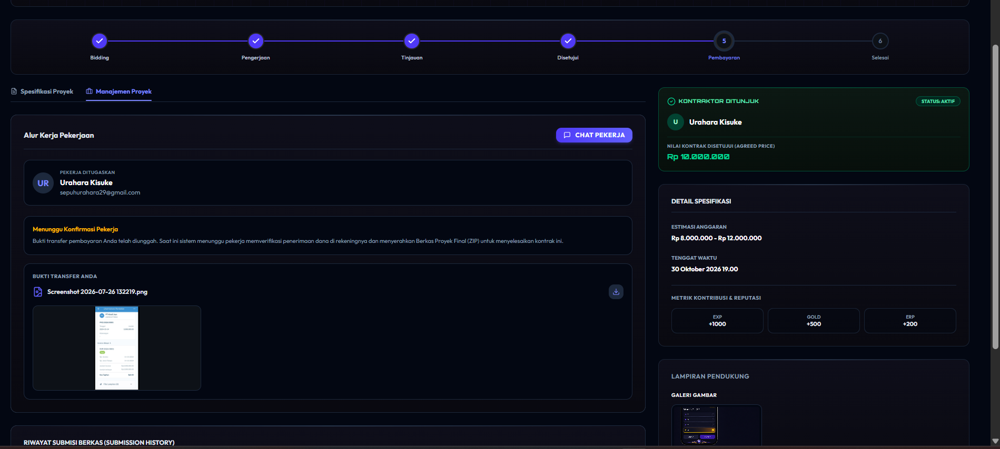 Bidding
Pengerjaan
Tinjauan
Disetujui
5
Pembayaran
6
Selesai
Spesifikasi Proyek
Manajemen Proyek
Alur Kerja Pekerjaan
CHAT PEKERJA
UR
PEKERJA DITUGASKAN
Urahara Kisuke
sepuhurahara29@gmail.com
Menunggu Konfirmasi Pekerja
Bukti transfer pembayaran Anda telah diunggah. Saat ini sistem menunggu pekerja memverifikasi penerimaan dana di rekeningnya dan menyerahkan Berkas Proyek Final (ZIP) untuk menyelesaikan kontrak ini.
BUKTI TRANSFER ANDA
Screenshot 2026-07-26 132219.png
RIWAYAT SUBMISI BERKAS (SUBMISSION HISTORY)
KONTRAKTOR DITUNJUK
STATUS: AKTIF
U
Urahara Kisuke
NILAI KONTRAK DISETUJUI (AGREED PRICE)
Rp 10.000.000
DETAIL SPESIFIKASI
ESTIMASI ANGGARAN
Rp 8.000.000 - Rp 12.000.000
TENGGAT WAKTU
30 Oktober 2026 19.00
METRIK KONTRIBUSI & REPUTASI
EXP
+1000
GOLD
+500
ERP
+200
LAMPIRAN PENDUKUNG
GALERI GAMBAR